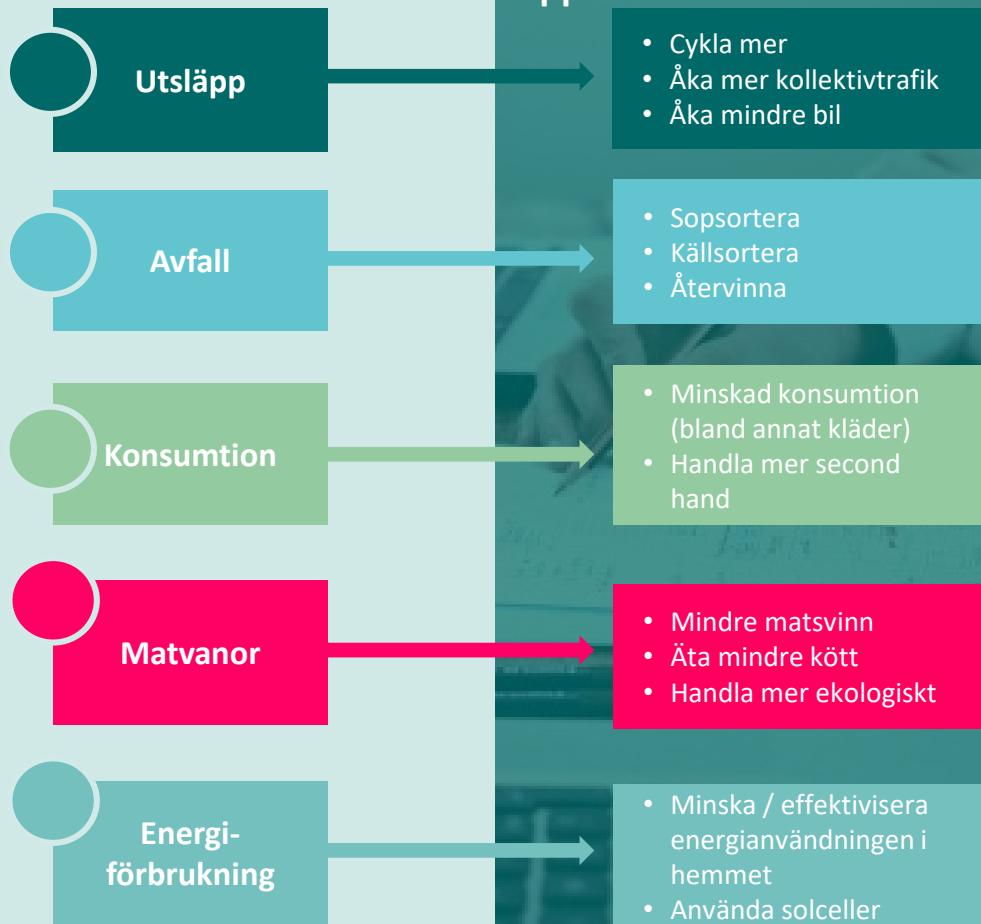 Utsläpp
• Cykla mer
• Åka mer kollektivtrafik
• Åka mindre bil
Avfall
• Sopsortera
• Källsortera
• Återvinna
Konsumtion
• Minskad konsumtion
(bland annat kläder)
• Handla mer second
hand
Matvanor
• Mindre matsvinn
• Äta mindre kött
• Handla mer ekologiskt
Energi-
förbrukning
• Minska / effektivisera
energianvändningen i
hemmet
• Använda solceller